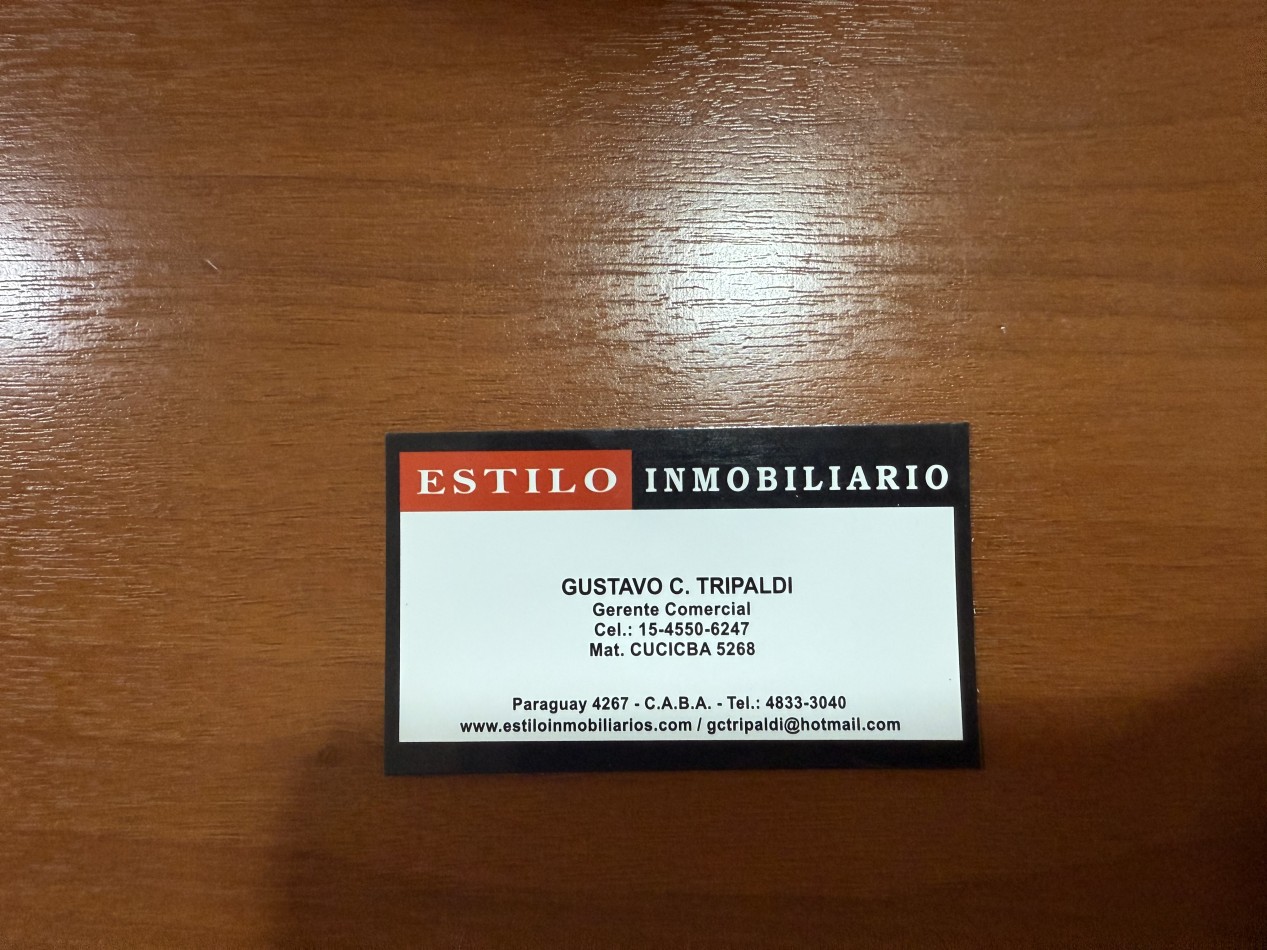 ESTILO INMOBILIARIO
GUSTAVO C. TRIPALDI
Gerente Comercial
Cel.: 15-4550-6247
Mat. CUCICBA 5268
Paraguay 4267 - C.A.B.A. - Tel.: 4833-3040
www.estiloinmobiliarios.com / gctripaldi@hotmail.com